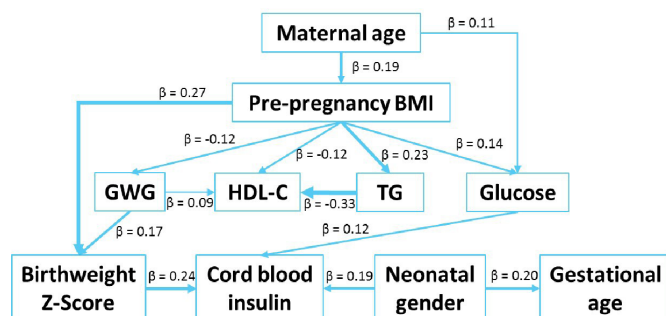 Maternal age
β = 0.11
β = 0.19
β = 0.27
Pre-pregnancy BMI
β = -0.12
β = -0.12
β = 0.23
β = 0.14
GWG
β = 0.09
HDL-C
β = -0.33
TG
Glucose
β = 0.17
β = 0.12
Birthweight
Z-Score
β = 0.24
Cord blood
insulin
β = 0.19
Neonatal
gender
β = 0.20
Gestational
age